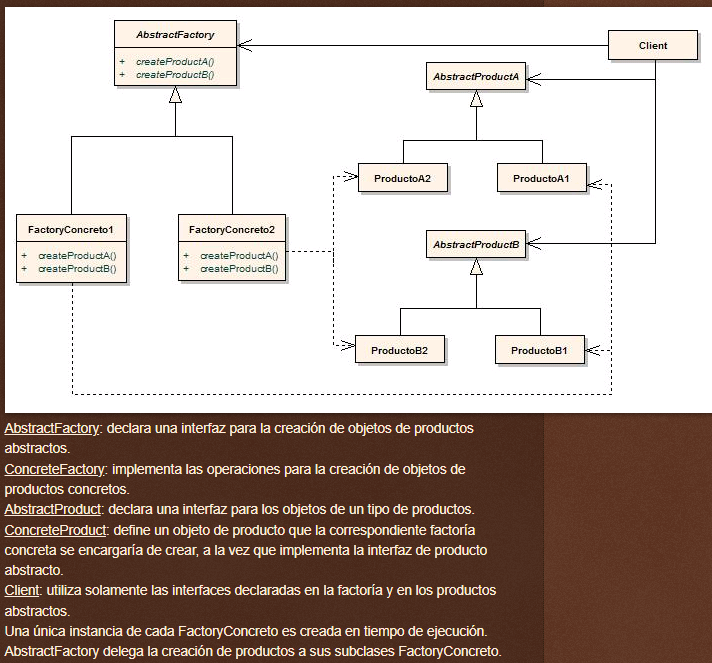 AbstractFactory
+ createProductA()
+ createProductB()
Client
AbstractProductA
ProductoA2
ProductoA1
FactoryConcreto1
+ createProductA()
+ createProductB()
FactoryConcreto2
+ createProductA()
+ createProductB()
AbstractProductB
ProductoB2
ProductoB1
AbstractFactory: declara una interfaz para la creación de objetos de productos
abstractos.
ConcreteFactory: implementa las operaciones para la creación de objetos de
productos concretos.
AbstractProduct: declara una interfaz para los objetos de un tipo de productos.
ConcreteProduct: define un objeto de producto que la correspondiente factoría
concreta se encargaría de crear, a la vez que implementa la interfaz de producto
abstracto.
Client: utiliza solamente las interfaces declaradas en la factoría y en los productos
abstractos.
Una única instancia de cada FactoryConcreto es creada en tiempo de ejecución.
AbstractFactory delega la creación de productos a sus subclases FactoryConcreto.